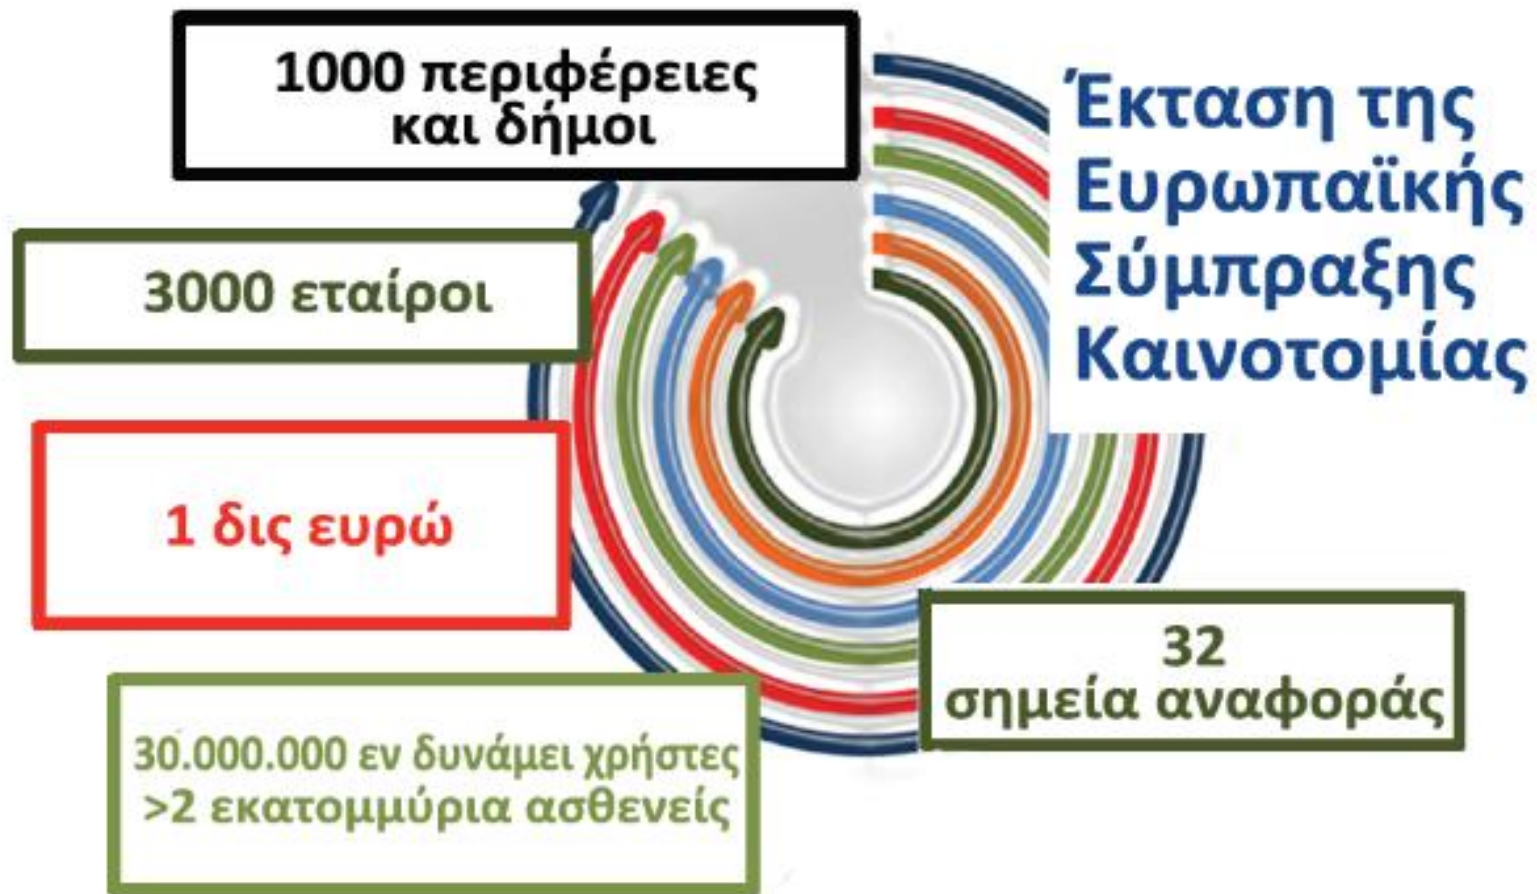 1000 περιφέρειες
και δήμοι
Έκταση της
Ευρωπαϊκής
Σύμπραξης
Καινοτομίας
3000 εταίροι
1 δις ευρώ
32
σημεία αναφοράς
30.000.000 εν δυνάμει χρήστες
>2 εκατομμύρια ασθενείς